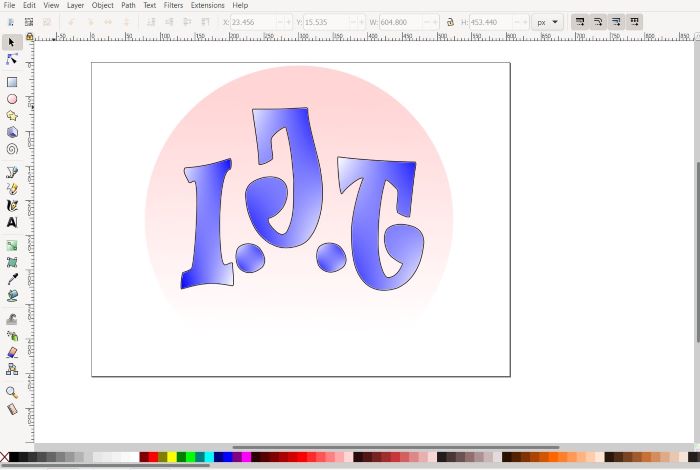 File Edit View Layer Object Path Text Filters Extensions Help
X: 23.456 Y: 15.535 W: 604.800 H: 453.440 px
I.J.T